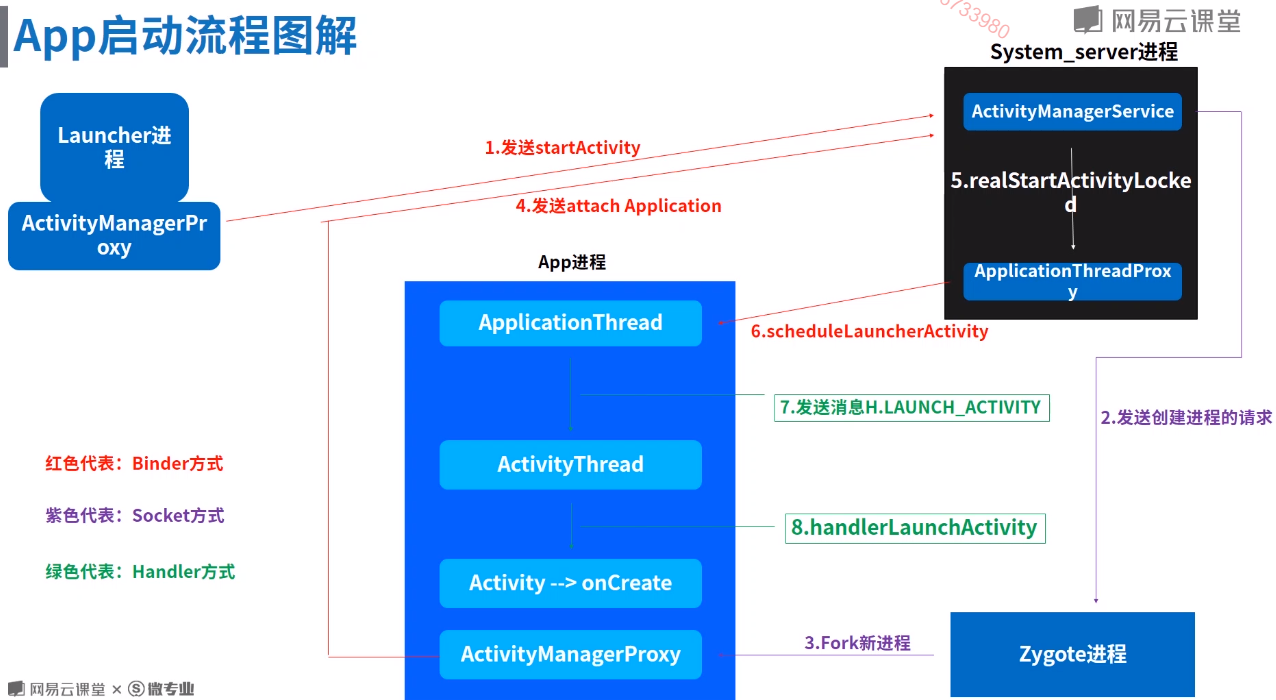 App启动流程图解
3733980
网易云课堂
System_server进程
Launcher进
程
ActivityManagerPr
oxy
1.发送startActivity
4.发送attach Application
ActivityManagerService
5.realStartActivityLocke
d
ApplicationThreadProx
y
App进程
ApplicationThread
6.scheduleLauncherActivity
7.发送消息H.LAUNCH_ACTIVITY
2.发送创建进程的请求
红色代表：Binder方式
ActivityThread
紫色代表：Socket方式
8.handlerLaunchActivity
绿色代表：Handler方式
Activity --> onCreate
3.Fork新进程
ActivityManagerProxy
Zygote进程
网易云课堂 × 微专业